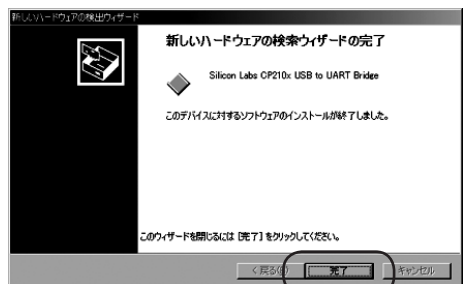 新しいハードウェアの検出ウィザード
新しいハードウェアの検索ウィザードの完了
Silicon Labs CP210x USB to UART Bridge
このデバイスに対するソフトウェアのインストールが終了しました。
このウィザードを閉じるには [完了] をクリックしてください。
< 戻る(B)
完了
キャンセル